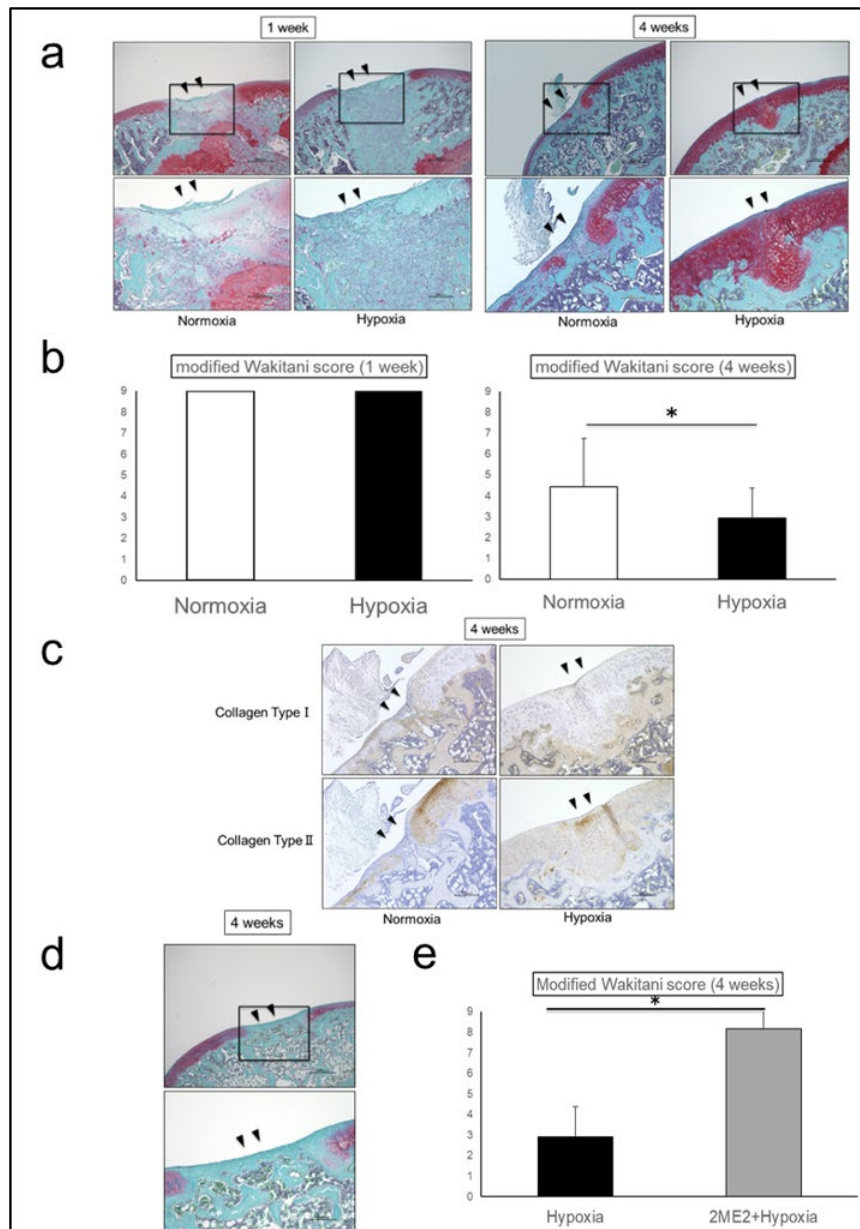 1 week
4 weeks
a
Normoxia
Hypoxia
Normoxia
Hypoxia
b
modified Wakitani score (1 week)
9
8
7
6
5
4
3
2
1
0
Normoxia
Hypoxia
modified Wakitani score (4 weeks)
9
8
7
6
5
4
3
2
1
0
*
Normoxia
Hypoxia
c
4 weeks
Collagen Type Ⅰ
Collagen Type Ⅱ
Normoxia
Hypoxia
d
4 weeks
e
Modified Wakitani score (4 weeks)
*
9
8
7
6
5
4
3
2
1
0
Hypoxia
2ME2+Hypoxia